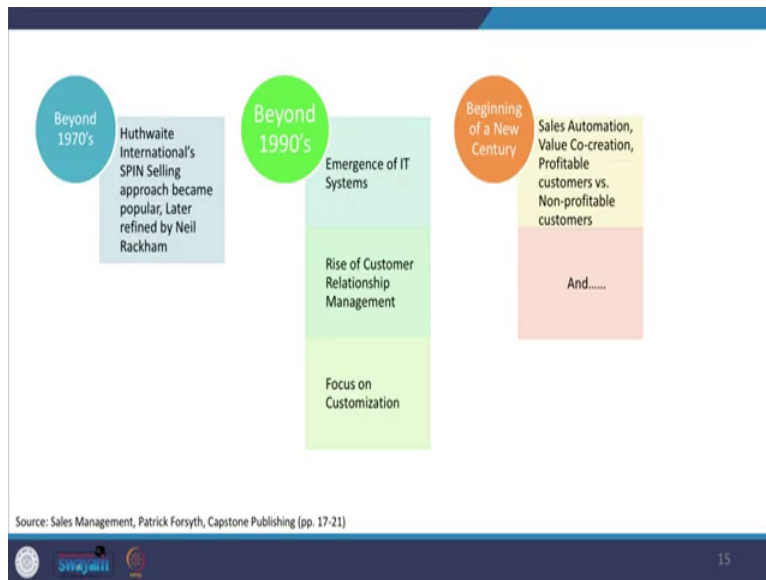 Beyond
1970's
Huthwaite
International's
SPIN Selling
approach became
popular, Later
refined by Neil
Rackham
Beyond
1990's
Emergence of IT
Systems
Rise of Customer
Relationship
Management
Focus on
Customization
Beginning
of a New
Century
Sales Automation,
Value Co-creation,
Profitable
customers vs.
Non-profitable
customers
And......
Source: Sales Management, Patrick Forsyth, Capstone Publishing (pp. 17-21)
swayam
15